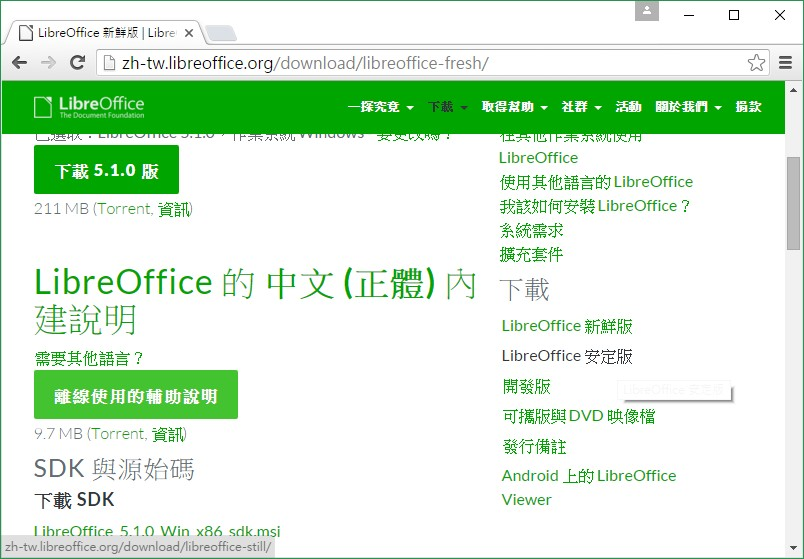 LibreOffice 新鮮版 | Libre
zh-tw.libreoffice.org/download/libreoffice-fresh/
LibreOffice
The Document Foundation
一探究竟 下載 取得幫助 社群 活動 關於我們 捐款
已選取：LibreOffice 5.1.0，作業系統 Windows - 要更改嗎？
下載 5.1.0 版
211 MB (Torrent, 資訊)
LibreOffice 的 中文 (正體) 內
建說明
需要其他語言？
離線使用的輔助說明
9.7 MB (Torrent, 資訊)
SDK 與源始碼
下載 SDK
LibreOffice_5.1.0_Win_x86_sdk.msi
在其他作業系統使用
LibreOffice
使用其他語言的 LibreOffice
我該如何安裝 LibreOffice？
系統需求
擴充套件
下載
LibreOffice 新鮮版
LibreOffice 安定版
開發版
LibreOffice 安定版
可攜版與 DVD 映像檔
發行備註
Android 上的 LibreOffice
Viewer
zh-tw.libreoffice.org/download/libreoffice-still/